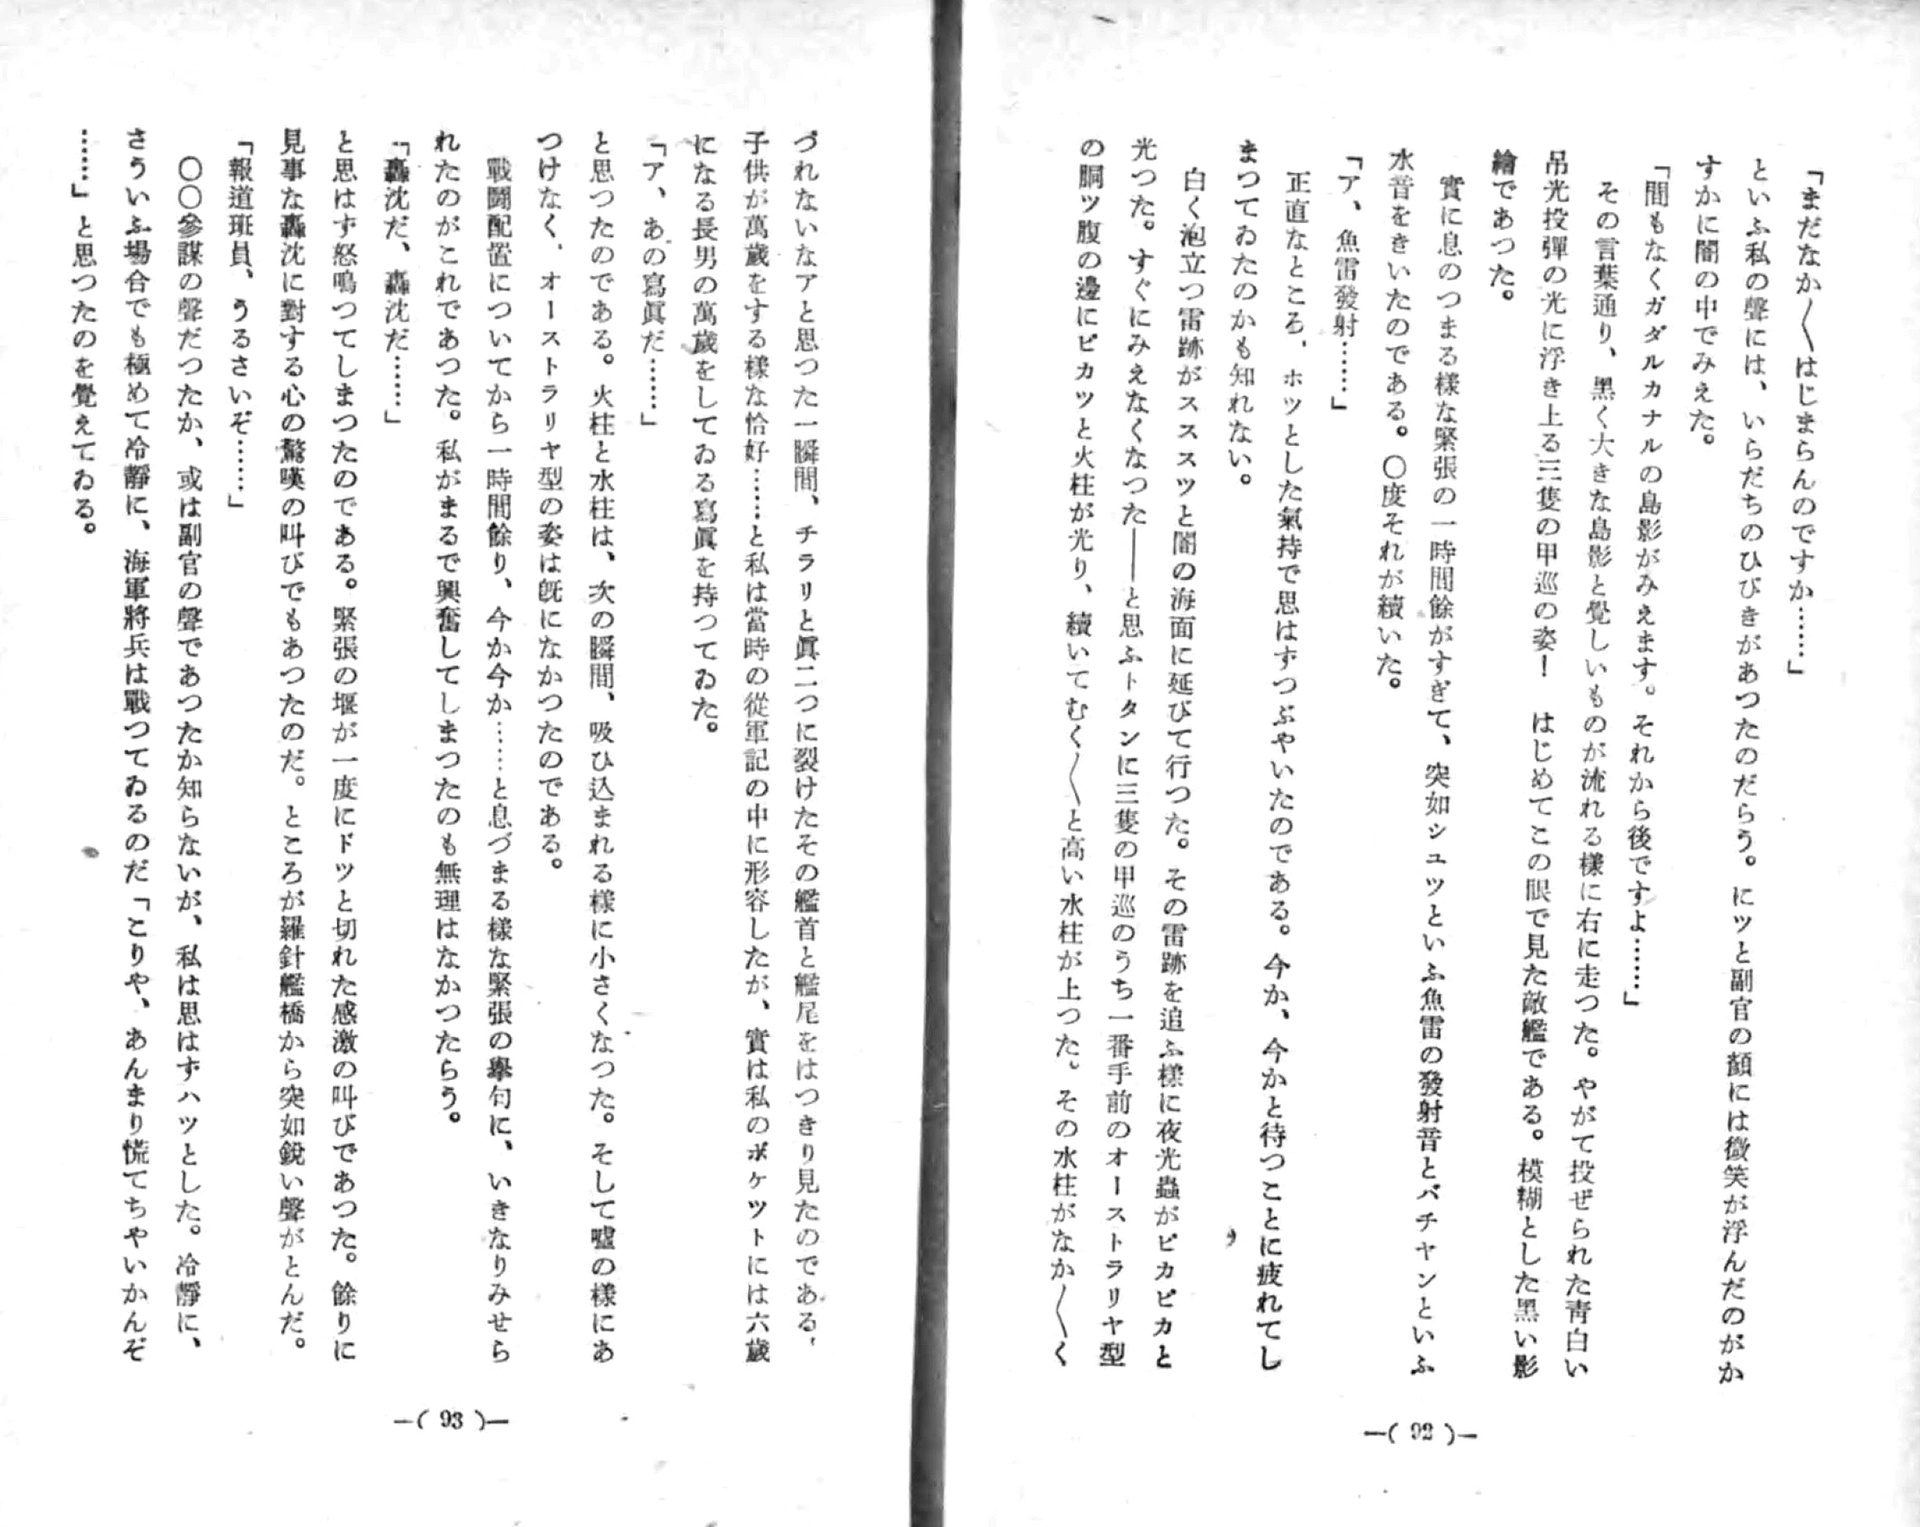 「まだなか〱はじまらんのですか……」
といふ私の聲には、いらだちのひびきがあつたのだらう。にツと副官の顏には微笑が浮んだのがか
すかに闇の中でみえた。
「間もなくガダルカナルの島影がみえます。それから後ですよ……」
その言葉通り、黑く大きな島影と覺しいものが流れる樣に右に走つた。やがて投ぜられた靑白い
吊光投彈の光に浮き上る三隻の甲巡の姿！　はじめてこの眼で見た敵艦である。模糊とした黑い影
繪であつた。
實に息のつまる樣な緊張の一時間餘がすぎて、突如シユツといふ魚雷の發射音とバチヤンといふ
水音をきいたのである。〇度それが續いた。
「ア、魚雷發射……」
正直なところ、ホツとした氣持で思はずつぶやいたのである。今か、今かと待つことに疲れてし
まつてゐたのかも知れない。
白く泡立つ雷跡がスススツと闇の海面に延びて行つた。その雷跡を追ふ樣に夜光蟲がピカピカと
光つた。すぐにみえなくなつた――と思ふトタンに三隻の甲巡のうち一番手前のオーストラリヤ型
の胴ツ腹の邊にピカツと火柱が光り、續いてむく〱と高い水柱が上つた。その水柱がなか〱く
―( 92 )―
づれないなアと思つた一瞬間、チラリと眞二つに裂けたその艦首と艦尾をはつきり見たのである、
子供が萬歲をする樣な恰好……と私は當時の從軍記の中に形容したが、實は私のポケツトには六歲
になる長男の萬歲をしてゐる寫眞を持つてゐた。
「ア、あの寫眞だ……」
と思つたのである。火柱と水柱は、次の瞬間、吸ひ込まれる樣に小さくなつた。そして噓の樣にあ
つけなく、オーストラリヤ型の姿は旣になかつたのである。
戰鬪配置についてから一時間餘り、今か今か……と息づまる樣な緊張の擧句に、いきなりみせら
れたのがこれであつた。私がまるで興奮してしまつたのも無理はなかつたらう。
「轟沈だ、轟沈だ……」
と思はず怒鳴つてしまつたのである。緊張の堰が一度にドツと切れた感激の叫びであつた。餘りに
見事な轟沈に對する心の驚嘆の叫びでもあつたのだ。ところが羅針艦橋から突如銳い聲がとんだ。
「報道班員、うるさいぞ……」
〇〇參謀の聲だつたか、或は副官の聲であつたか知らないが、私は思はずハツとした。冷靜に、
さういふ場合でも極めて冷靜に、海軍將兵は戰つてゐるのだ「こりや、あんまり慌てちやいかんぞ
……」と思つたのを覺えてゐる。
―( 93 )―